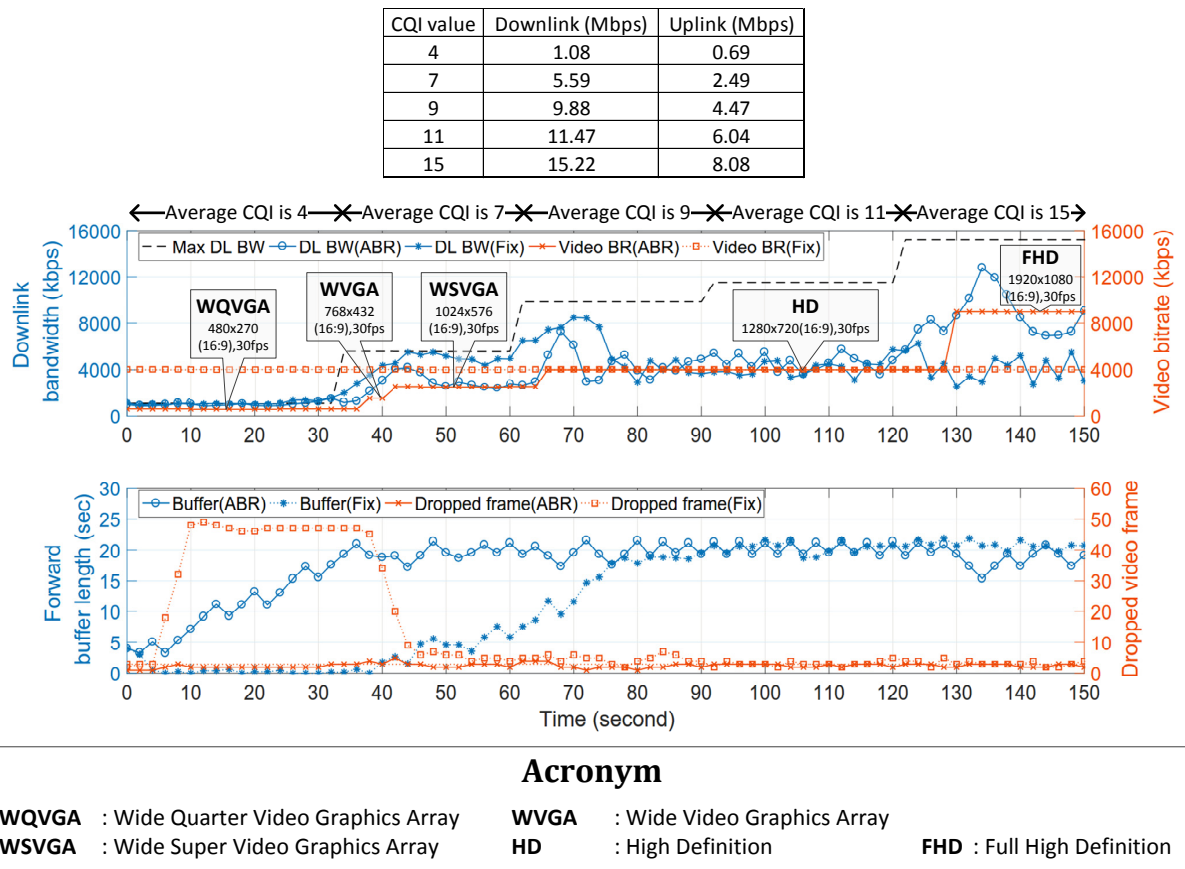 CQI value Downlink (Mbps) Uplink (Mbps)
4 1.08 0.69
7 5.59 2.49
9 9.88 4.47
11 11.47 6.04
15 15.22 8.08
Average CQI is 4 Average CQI is 7 Average CQI is 9 Average CQI is 11 Average CQI is 15
Max DL BW DL BW(ABR) DL BW(Fix) Video BR(ABR) Video BR(Fix)
Downlink
bandwidth (kbps)
16000
12000
8000
4000
0
WQVGA
480x270
(16:9),30fps
WVGA
768x432
(16:9),30fps
WSVGA
1024x576
(16:9),30fps
HD
1280x720(16:9),30fps
FHD
1920x1080
(16:9),30fps
16000
12000
8000
4000
0
Video bitrate (kbps)
0 10 20 30 40 50 60 70 80 90 100 110 120 130 140 150
Buffer(ABR) Buffer(Fix) Dropped frame(ABR) Dropped frame(Fix)
Forward
buffer length (sec)
30
25
20
15
10
5
0
60
50
40
30
20
10
0
Dropped video frame
0 10 20 30 40 50 60 70 80 90 100 110 120 130 140 150
Time (second)
Acronym
WQVGA : Wide Quarter Video Graphics Array WVGA : Wide Video Graphics Array
WSVGA : Wide Super Video Graphics Array HD : High Definition FHD : Full High Definition